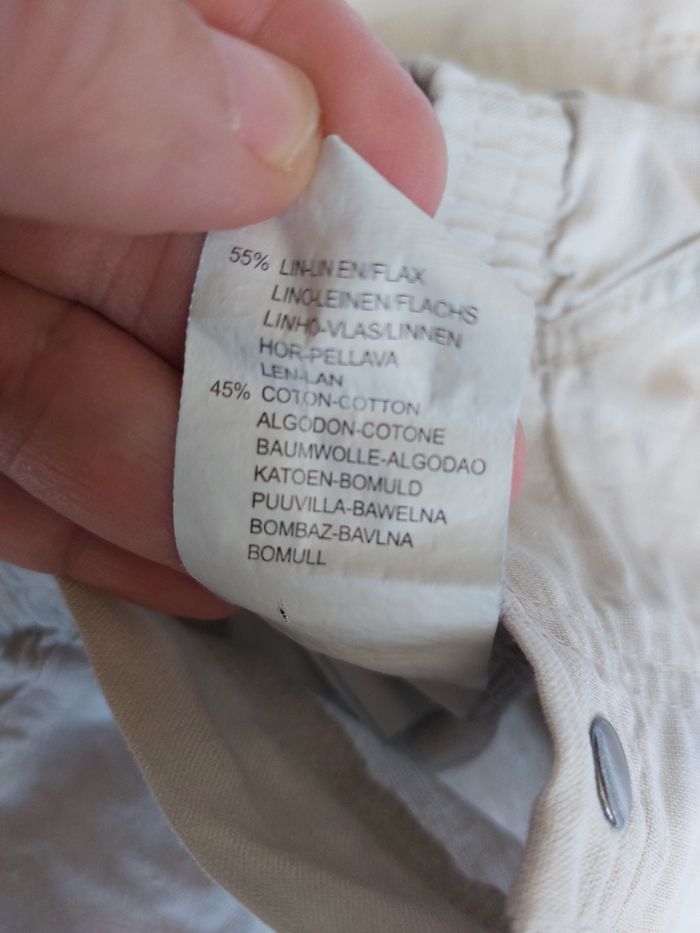 55% LIN-LINEN/FLAX
LINO-LEINEN/FLACHS
LINHO-VLAS/LINNEN
HOR-PELLAVA
LEN-LAN
45% COTON-COTTON
ALGODON-COTONE
BAUMWOLLE-ALGODAO
KATOEN-BOMULD
PUUVILLA-BAWELNA
BOMBAZ-BAVLNA
BOMULL